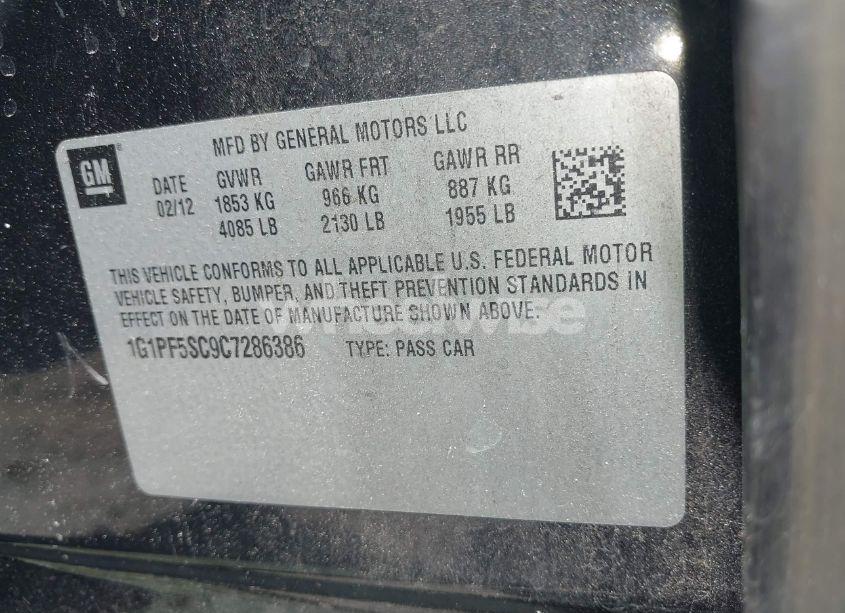 MFD BY GENERAL MOTORS LLC
GM
DATE GVWR GAWR FRT GAWR RR
02/12 1853 KG 966 KG 887 KG
4085 LB 2130 LB 1955 LB
THIS VEHICLE CONFORMS TO ALL APPLICABLE U.S. FEDERAL MOTOR
VEHICLE SAFETY, BUMPER, AND THEFT PREVENTION STANDARDS IN
EFFECT ON THE DATE OF MANUFACTURE SHOWN ABOVE.
1G1PF5SC9C7286386 TYPE: PASS CAR